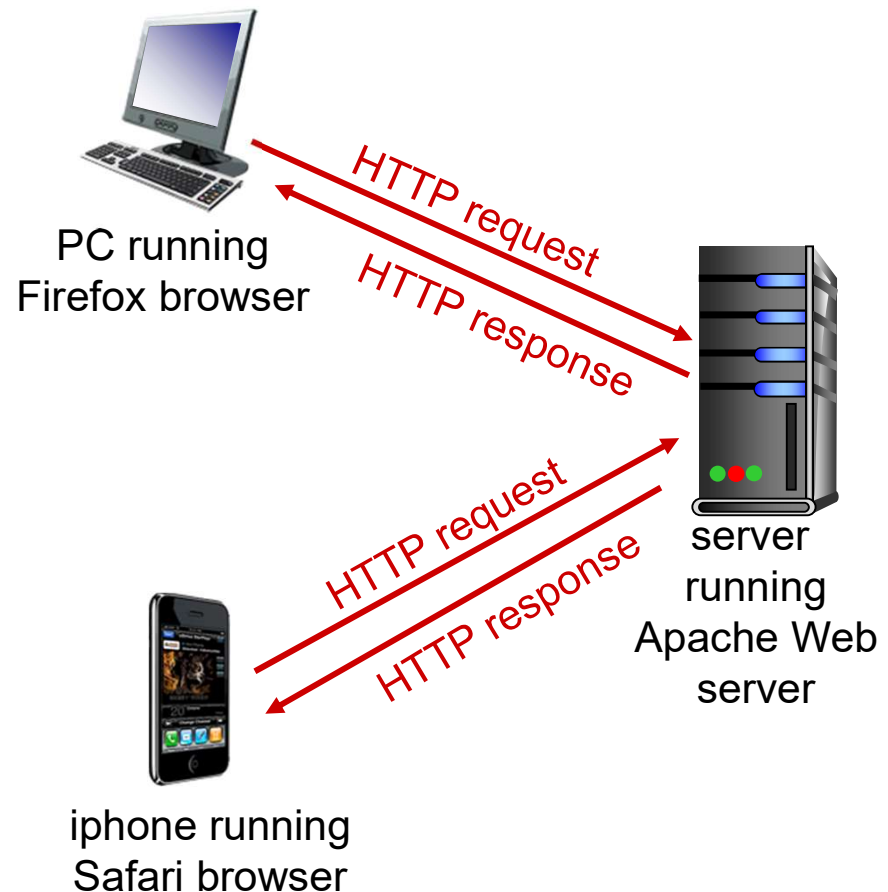 HTTP request
HTTP response
PC running
Firefox browser
HTTP request
HTTP response
server
running
Apache Web
server
iphone running
Safari browser